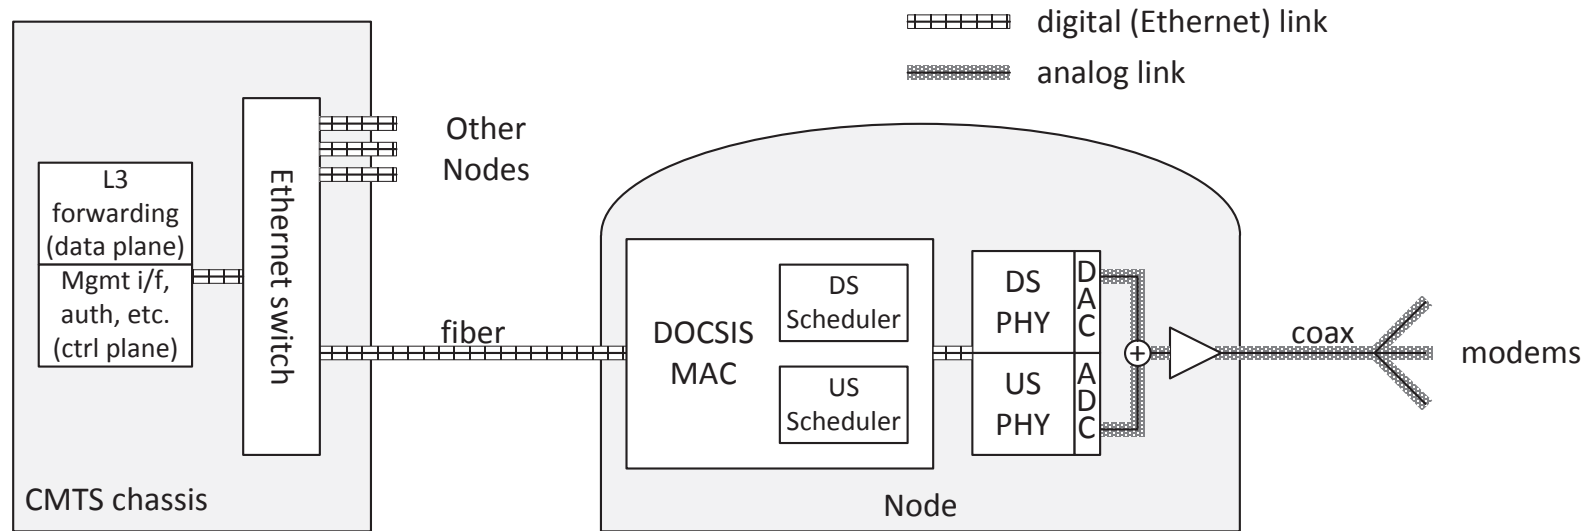 digital (Ethernet) link
analog link
Other
Nodes
L3
forwarding
(data plane)
Mgmt i/f,
auth, etc.
(ctrl plane)
Ethernet switch
CMTS chassis
fiber
DOCSIS
MAC
DS
Scheduler
US
Scheduler
DS
PHY
DAC
US
PHY
ADC
+
Node
coax
modems